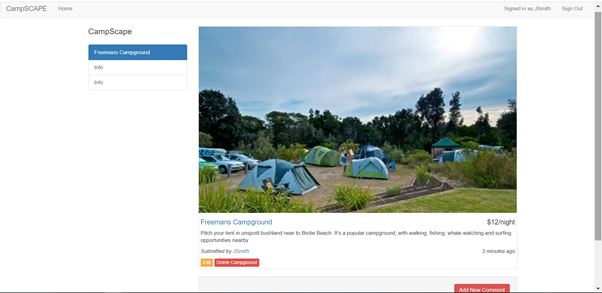 CampSCAPE Home Signed in as JSmith Sign Out
CampScape
Freemans Campground
Info
Info
Freemans Campground $12/night
Pitch your tent in unspoilt bushland near to Birdie Beach. It's a popular campground, with walking, fishing, whale watching and surfing
opportunities nearby
Submitted by JSmith 3 minutes ago
Edit Delete Campground
Add New Comment